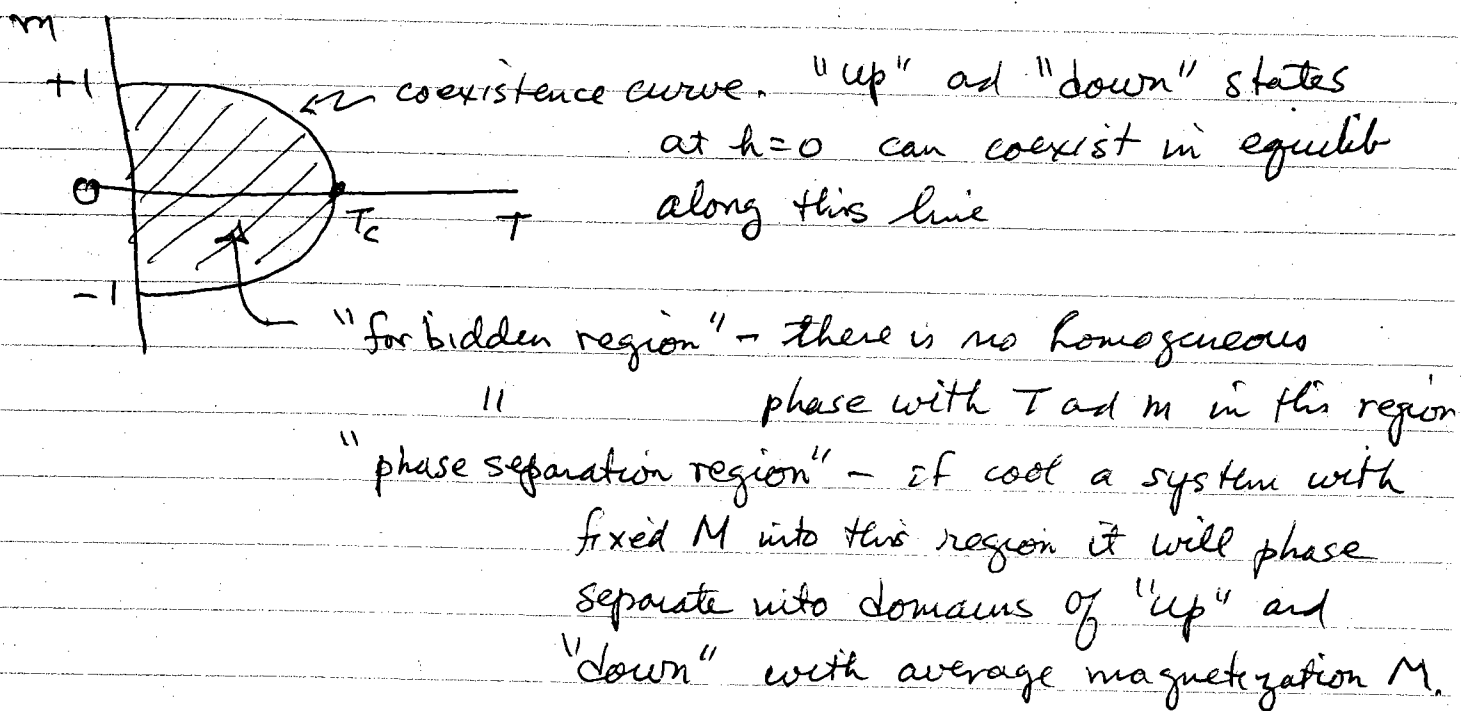 m
+1
coexistence curve. "up" ad "down" states
at h=0 can coexist in equilib
0
Tc T
along this line
-1
"forbidden region" - there is no homogeneous
" phase with T ad m in this region
"phase separation region" - if cool a system with
fixed M into this region it will phase
separate into domains of "up" and
"down" with average magnetization M.